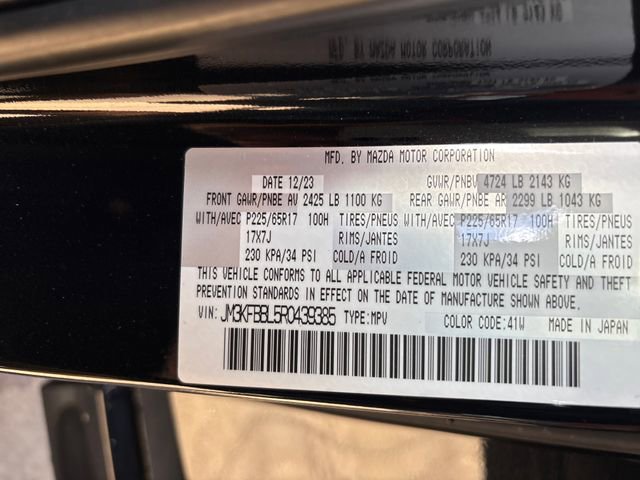 MFD. BY MAZDA MOTOR CORPORATION
DATE 12/23 GVWR/PNBV 4724 LB 2143 KG
FRONT GAWR/PNBE AV 2425 LB 1100 KG REAR GAWR/PNBE AR 2299 LB 1043 KG
WITH/AVEC P225/65R17 100H TIRES/PNEUS WITH/AVEC P225/65R17 100H TIRES/PNEUS
17X7J RIMS/JANTES 17X7J RIMS/JANTES
230 KPA/34 PSI COLD/A FROID 230 KPA/34 PSI COLD/A FROID
THIS VEHICLE CONFORMS TO ALL APPLICABLE FEDERAL MOTOR VEHICLE SAFETY AND THEFT
PREVENTION STANDARDS IN EFFECT ON THE DATE OF MANUFACTURE SHOWN ABOVE.
VIN: JM3KFBBL5R0439385 TYPE:MPV COLOR CODE:41W MADE IN JAPAN